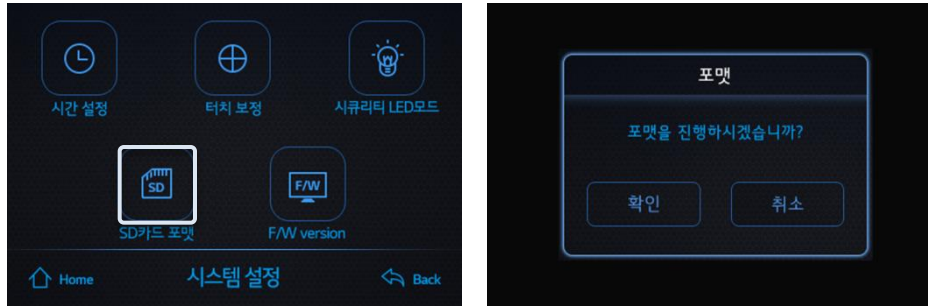 시간 설정
터치 보정
시큐리티 LED모드
SD
F/W
SD카드 포맷
F/W version
Home
시스템 설정
Back
포맷
포맷을 진행하시겠습니까?
확인
취소